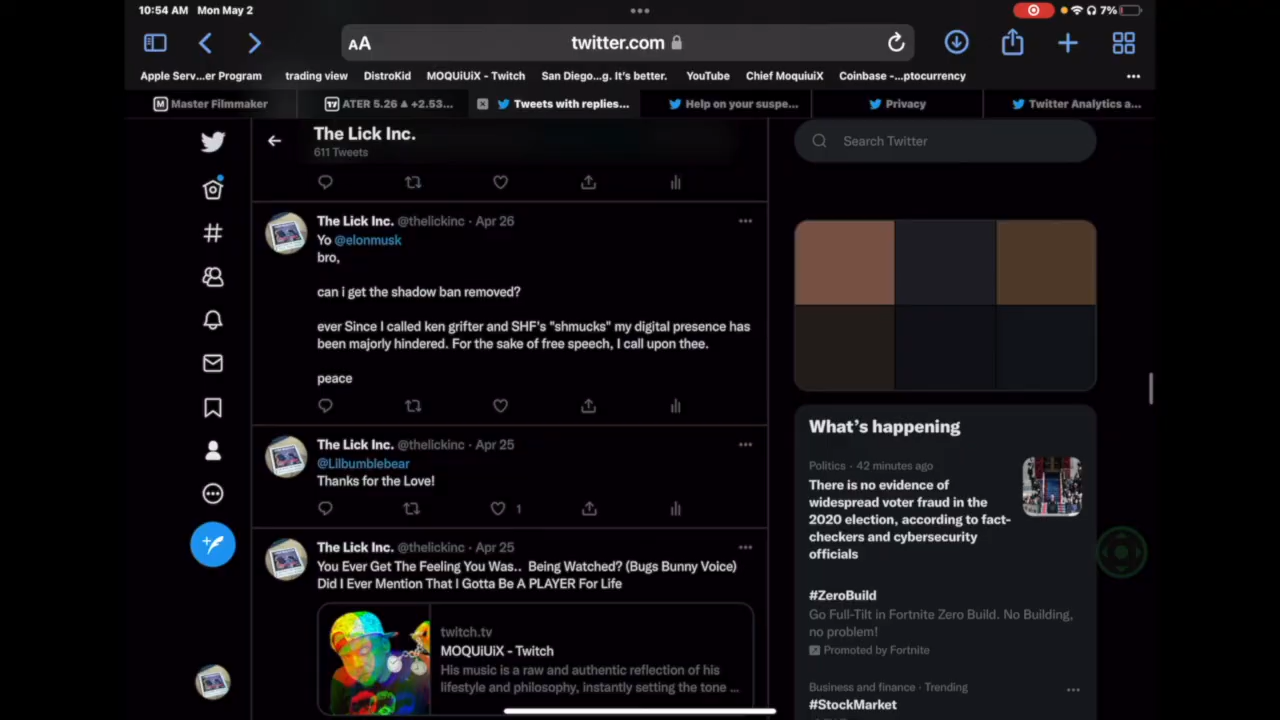 10:54 AM Mon May 2
7%
AA
twitter.com
Apple Serv...er Program
trading view
DistroKid
MOQUiUiX - Twitch
San Diego...g. It's better.
YouTube
Chief MoquiuiX
Coinbase -...ptocurrency
Master Filmmaker
ATER 5.26 ▲ +2.53...
Tweets with replies...
Help on your suspe...
Privacy
Twitter Analytics a...
The Lick Inc.
611 Tweets
Search Twitter
The Lick Inc. @thelickinc · Apr 26
Yo @elonmusk
bro,
can i get the shadow ban removed?
ever Since I called ken grifter and SHF's "shmucks" my digital presence has
been majorly hindered. For the sake of free speech, I call upon thee.
peace
The Lick Inc. @thelickinc · Apr 25
@Lilbumblebear
Thanks for the Love!
1
The Lick Inc. @thelickinc · Apr 25
You Ever Get The Feeling You Was.. Being Watched? (Bugs Bunny Voice)
Did I Ever Mention That I Gotta Be A PLAYER For Life
twitch.tv
MOQUiUiX - Twitch
His music is a raw and authentic reflection of his
lifestyle and philosophy, instantly setting the tone ...
What's happening
Politics · 42 minutes ago
There is no evidence of
widespread voter fraud in the
2020 election, according to fact-
checkers and cybersecurity
officials
#ZeroBuild
Go Full-Tilt in Fortnite Zero Build. No Building,
no problem!
Promoted by Fortnite
Business and finance · Trending
#StockMarket